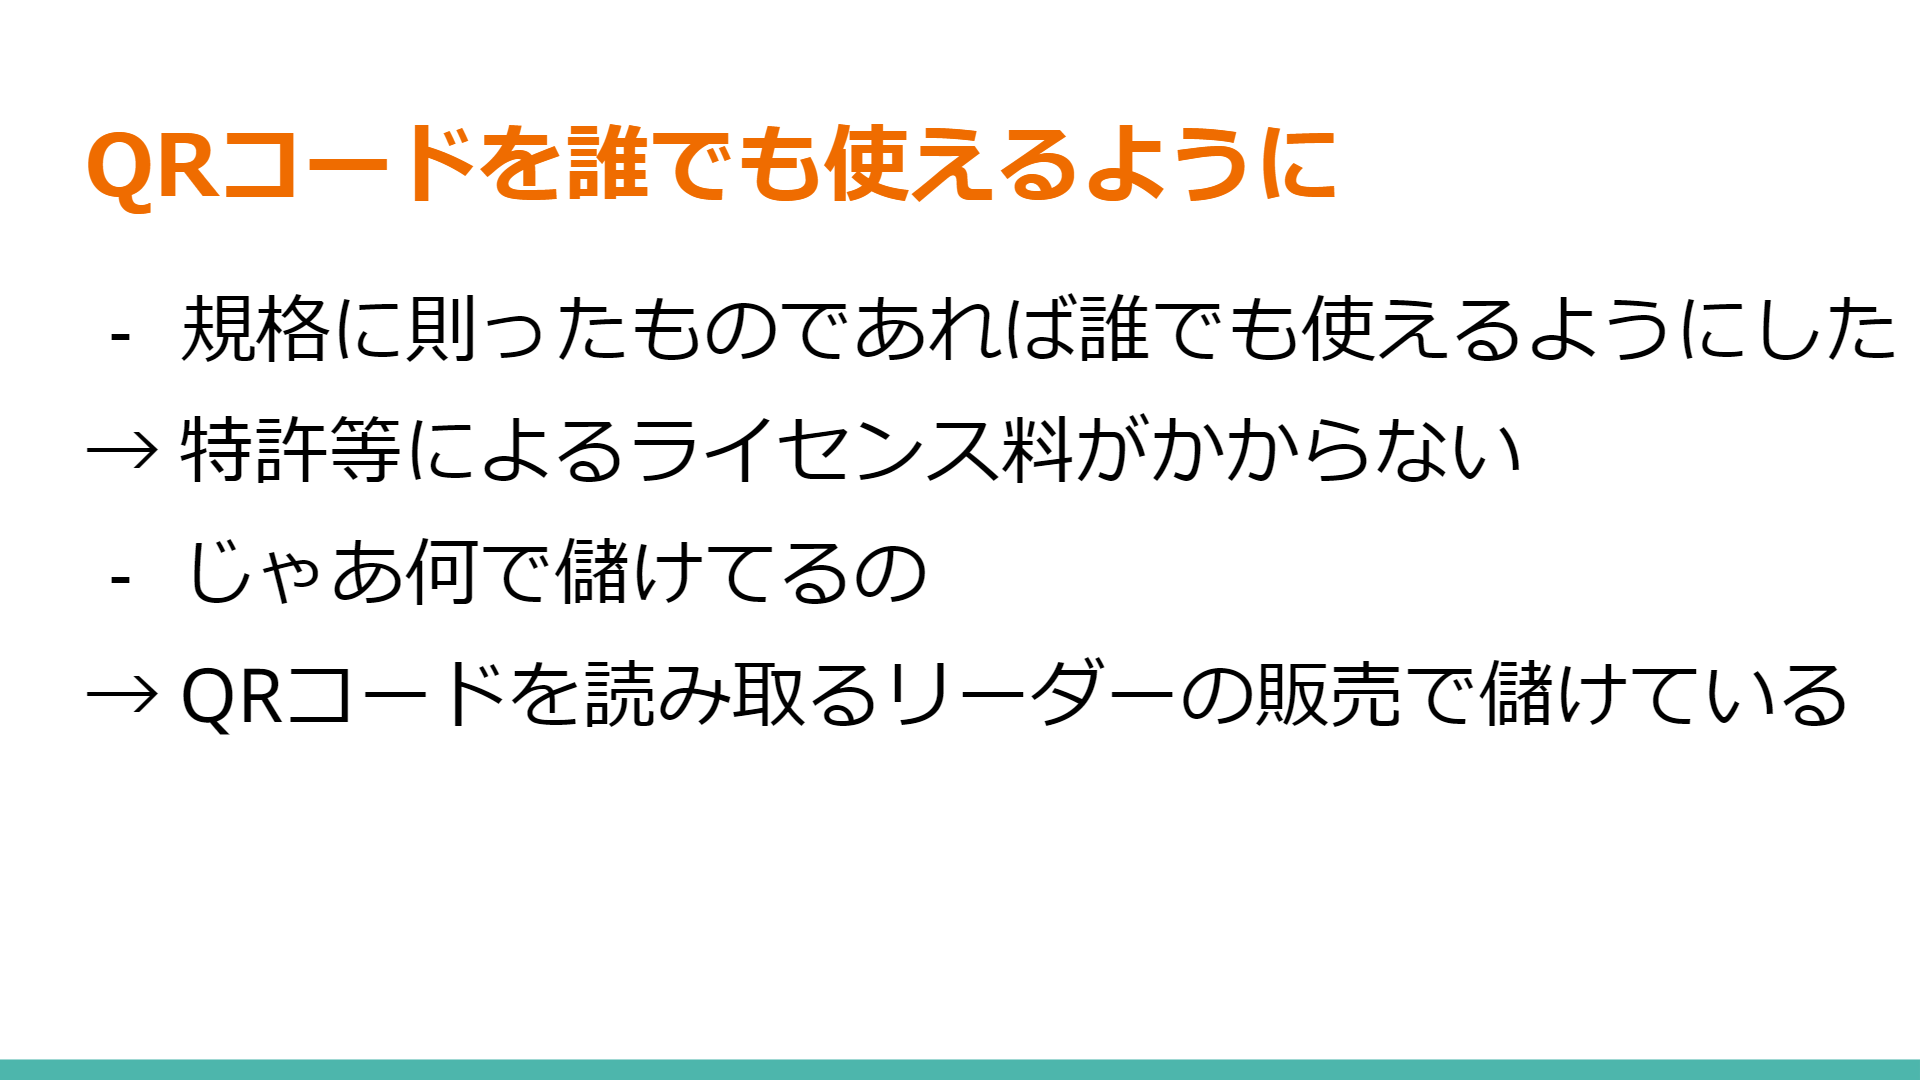 QRコードを誰でも使えるように
- 規格に則ったものであれば誰でも使えるようにした
→ 特許等によるライセンス料がかからない
- じゃあ何で儲けてるの
→ QRコードを読み取るリーダーの販売で儲けている